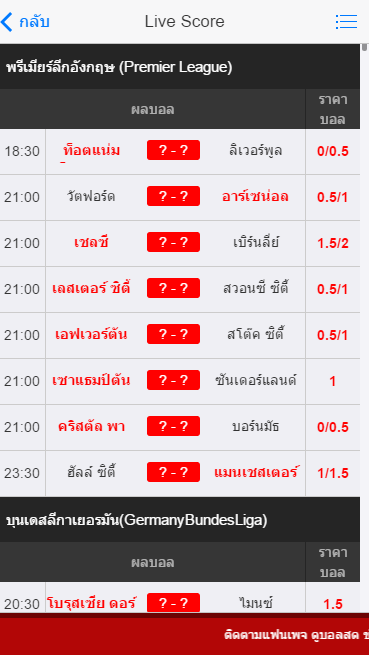 กลับ Live Score
พรีเมียร์ลีกอังกฤษ (Premier League)
ผลบอล ราคาบอล
18:30 ท็อตแน่ม ? - ? ลิเวอร์พูล 0/0.5
21:00 วัตฟอร์ด ? - ? อาร์เซน่อล 0.5/1
21:00 เชลซี ? - ? เบิร์นลี่ย์ 1.5/2
21:00 เลสเตอร์ ซิตี้ ? - ? สวอนซี ซิตี้ 0.5/1
21:00 เอฟเวอร์ตัน ? - ? สโต๊ค ซิตี้ 0.5/1
21:00 เซาแธมป์ตัน ? - ? ซันเดอร์แลนด์ 1
21:00 คริสตัล พา ? - ? บอร์นมัธ 0/0.5
23:30 ฮัลล์ ซิตี้ ? - ? แมนเชสเตอร์ 1/1.5
บุนเดสลีกาเยอรมัน(GermanyBundesLiga)
ผลบอล ราคาบอล
20:30 โบรุสเซีย ดอร์ ? - ? ไมนซ์ 1.5
ติดตามแฟนเพจ ดูบอลสด